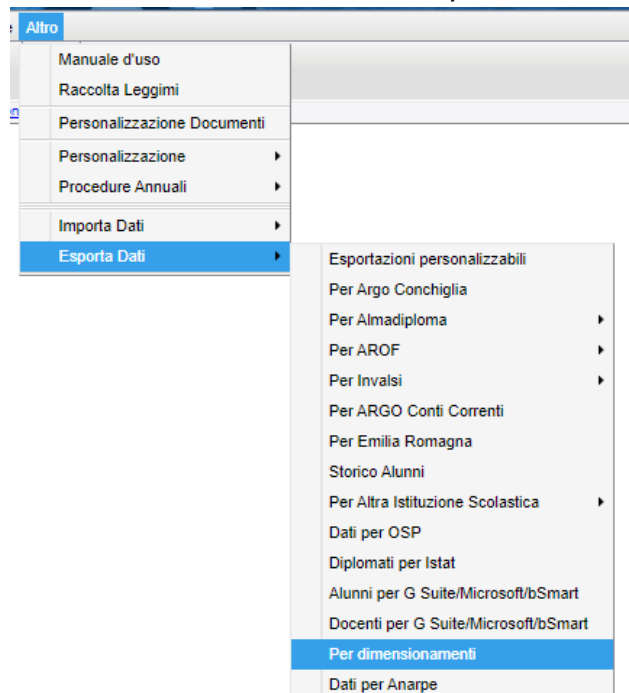 Altro
Manuale d'uso
Raccolta Leggimi
Personalizzazione Documenti
Personalizzazione
Procedure Annuali
Importa Dati
Esporta Dati
Esportazioni personalizzabili
Per Argo Conchiglia
Per Almadiploma
Per AROF
Per Invalsi
Per ARGO Conti Correnti
Per Emilia Romagna
Storico Alunni
Per Altra Istituzione Scolastica
Dati per OSP
Diplomati per Istat
Alunni per G Suite/Microsoft/bSmart
Docenti per G Suite/Microsoft/bSmart
Per dimensionamenti
Dati per Anarpe